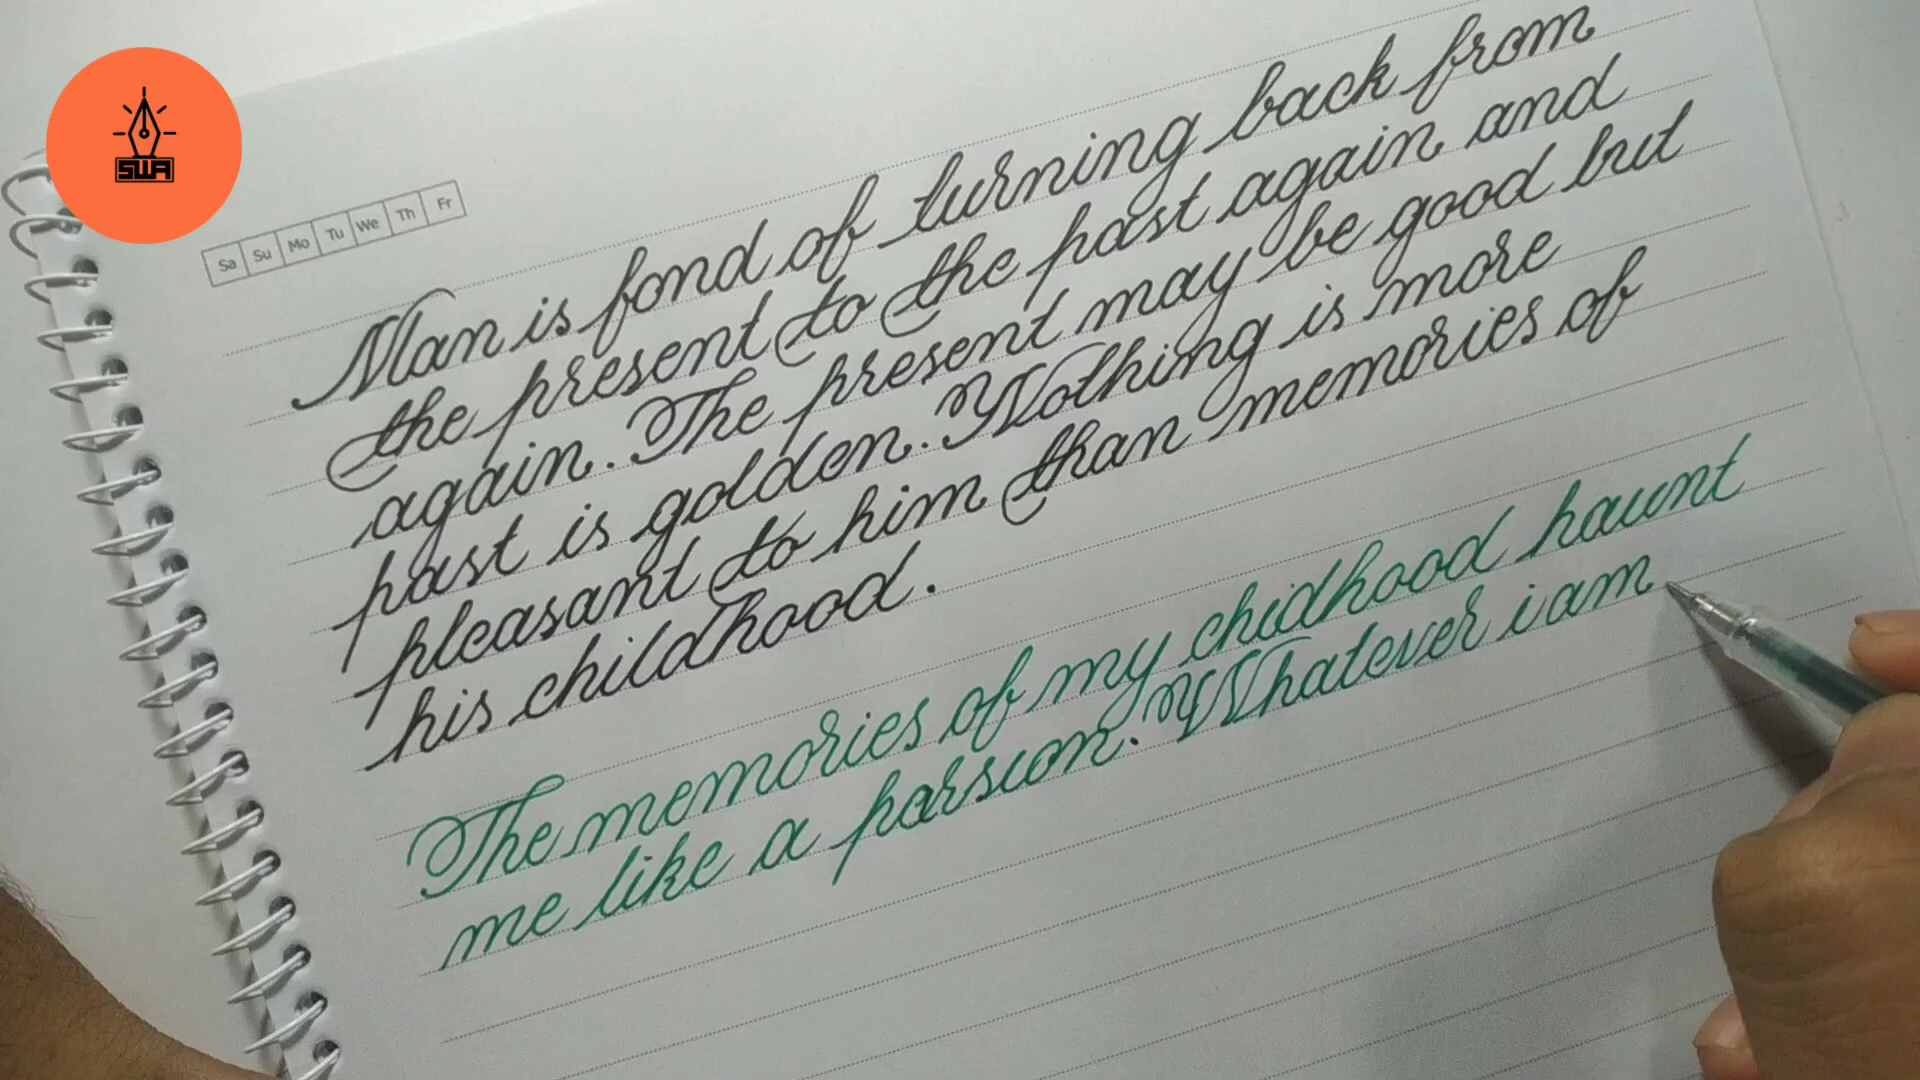 SWA
Sa Su Mo Tu We Th Fr
Man is fond of turning back from
the present to the past again and
again. The present may be good but
past is golden. Nothing is more
pleasant to him than memories of
his childhood.
The memories of my chidhood haunt
me like a parsion. Whatever i am